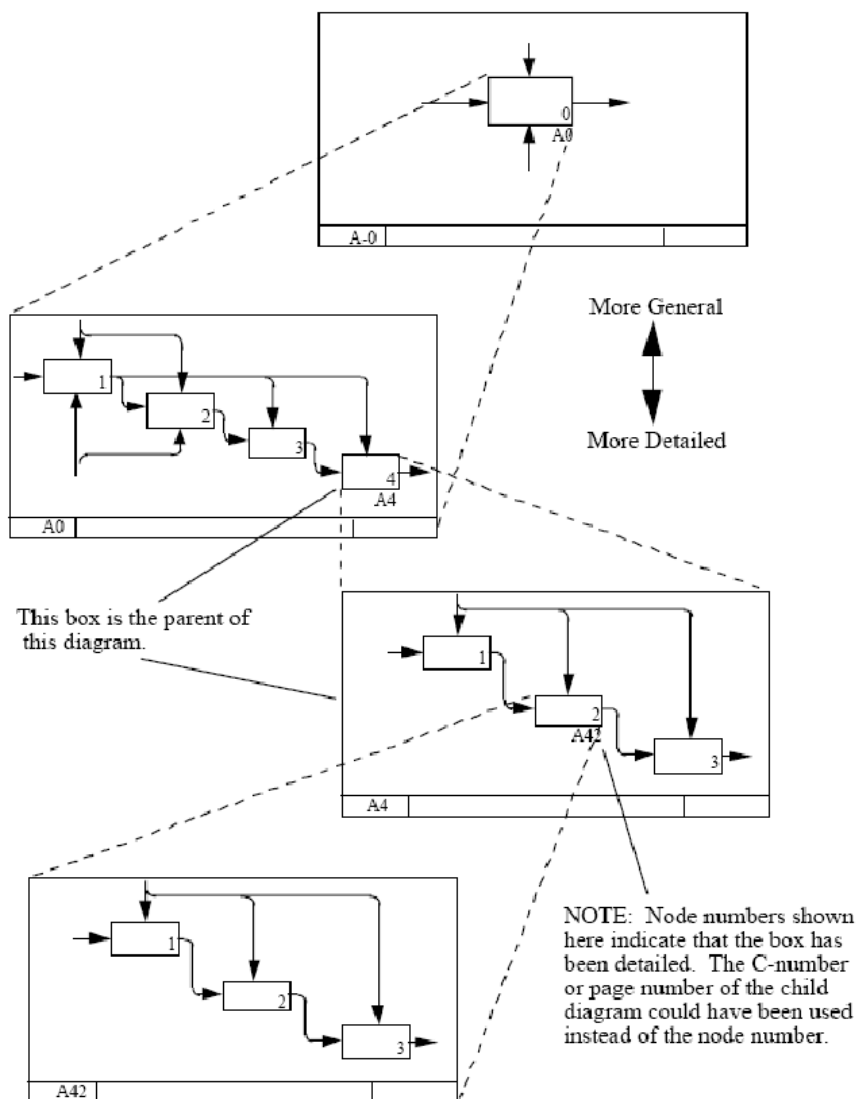 0
A0
A-0
More General
More Detailed
1
2
3
4
A4
A0
This box is the parent of
this diagram.
1
2
A42
3
A4
NOTE:  Node numbers shown
here indicate that the box has
been detailed.  The C-number
or page number of the child
diagram could have been used
instead of the node number.
1
2
3
A42